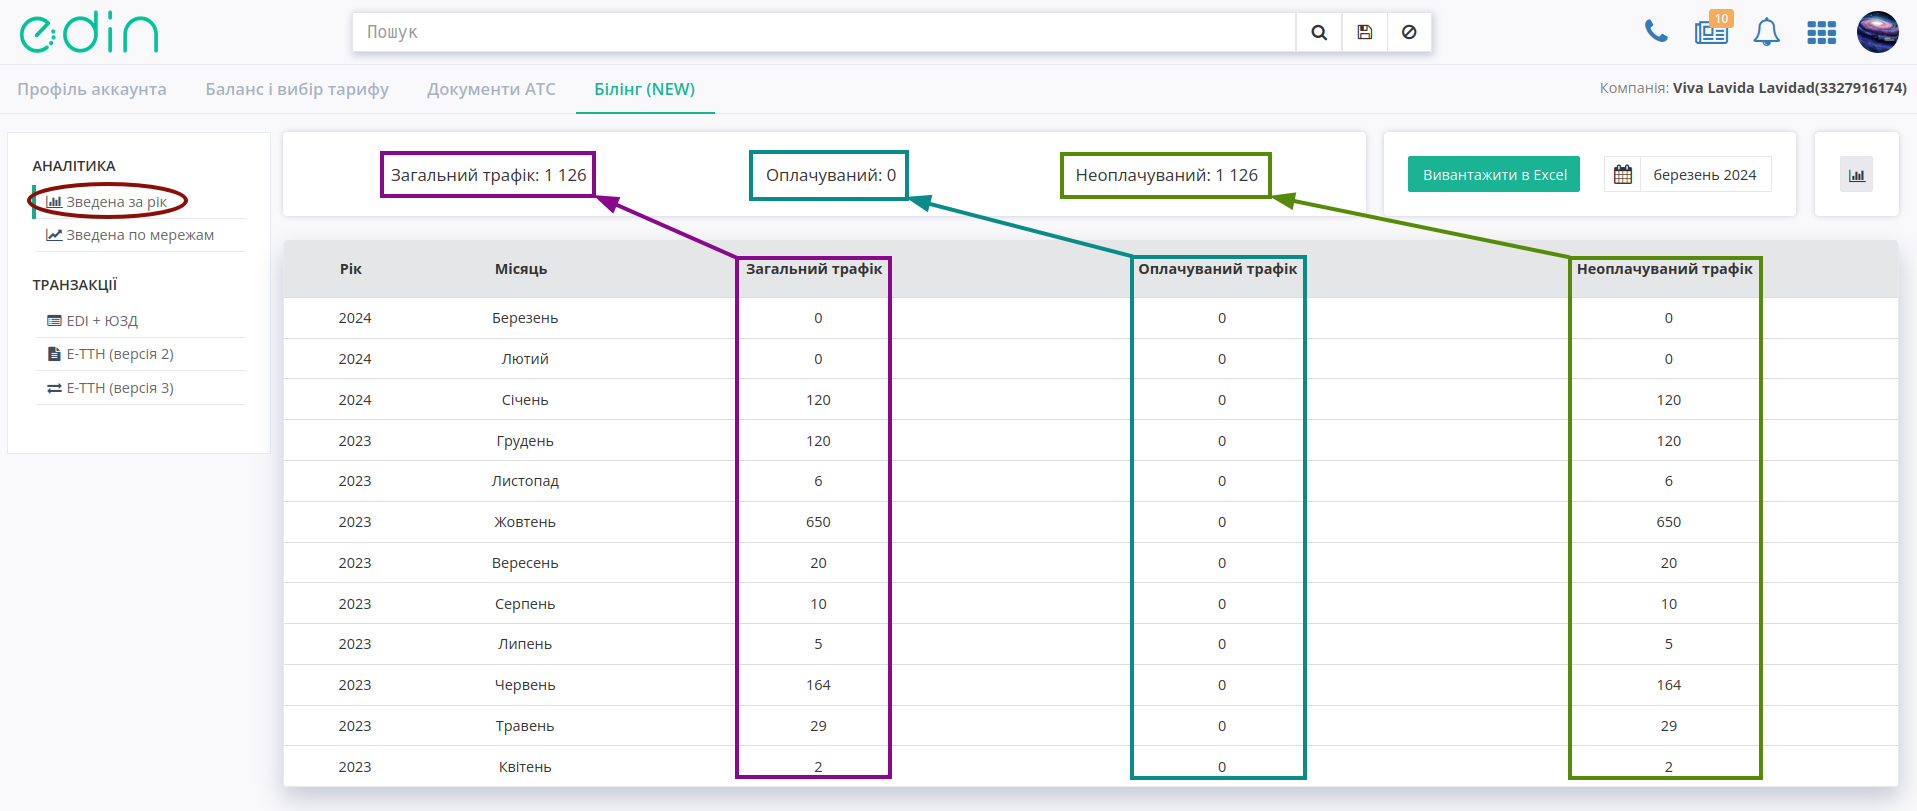 edin
Пошук
10
Профіль аккаунта Баланс і вибір тарифу Документи АТС Білінг (NEW) Компанія: Viva Lavida Lavidad(3327916174)
АНАЛІТИКА
Зведена за рік
Зведена по мережам
ТРАНЗАКЦІЇ
EDI + ЮЗД
Е-ТТН (версія 2)
Е-ТТН (версія 3)
Загальний трафік: 1 126 Оплачуваний: 0 Неоплачуваний: 1 126 Вивантажити в Excel березень 2024
Рік Місяць Загальний трафік Оплачуваний трафік Неоплачуваний трафік
2024 Березень 0 0 0
2024 Лютий 0 0 0
2024 Січень 120 0 120
2023 Грудень 120 0 120
2023 Листопад 6 0 6
2023 Жовтень 650 0 650
2023 Вересень 20 0 20
2023 Серпень 10 0 10
2023 Липень 5 0 5
2023 Червень 164 0 164
2023 Травень 29 0 29
2023 Квітень 2 0 2